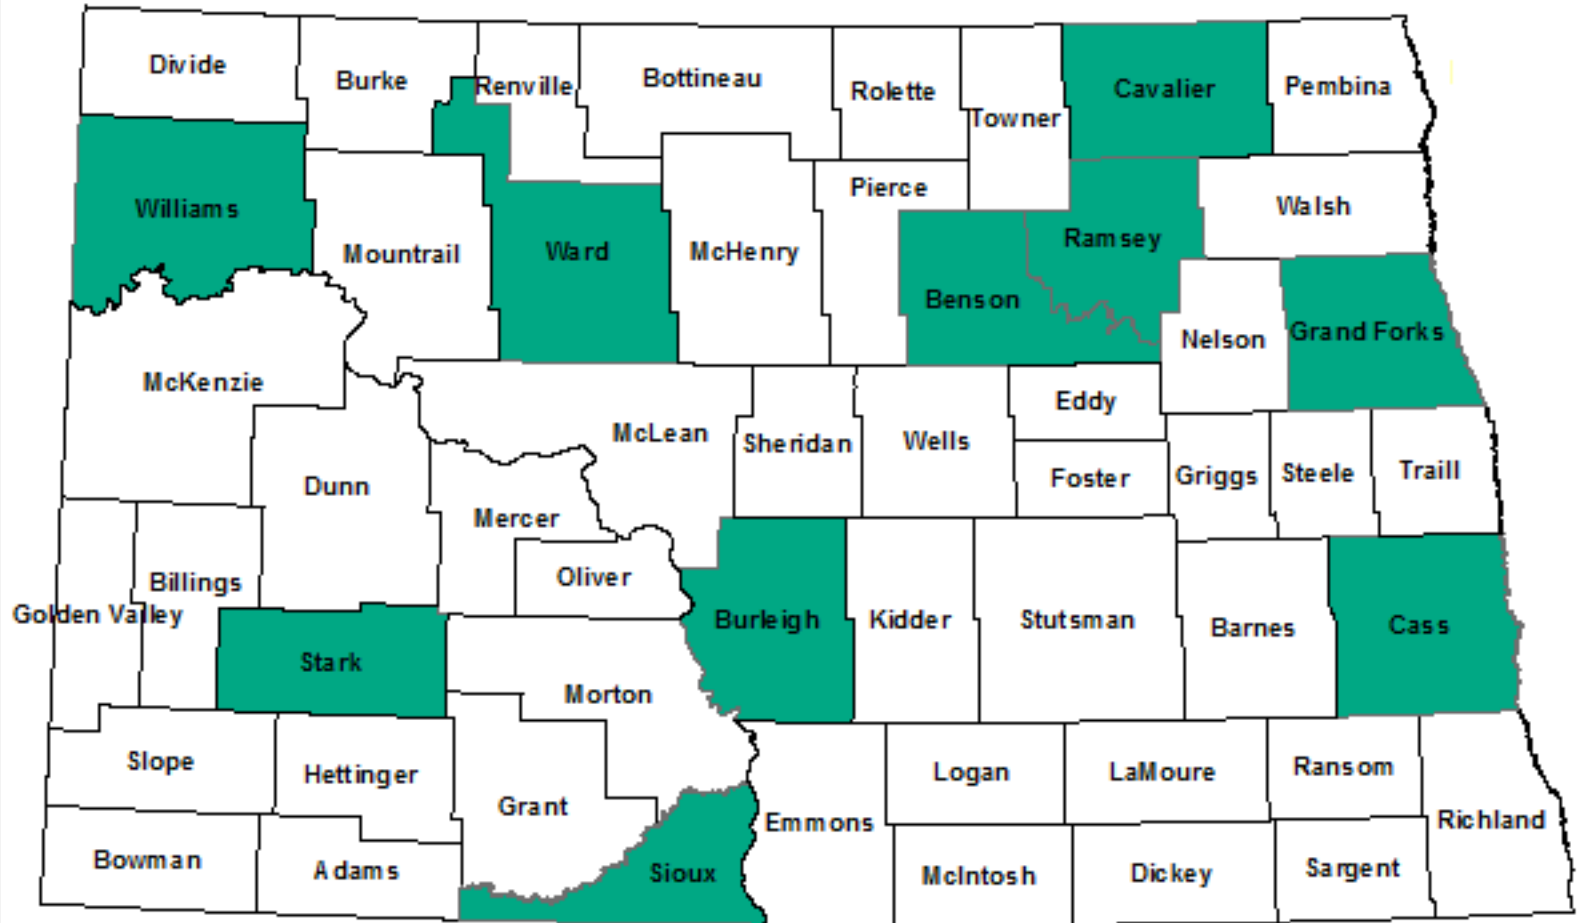 Divide
Burke
Renville
Bottineau
Rolette
Towner
Cavalier
Pembina
Williams
Mountrail
Ward
McHenry
Pierce
Benson
Ramsey
Walsh
Nelson
Grand Forks
McKenzie
Dunn
McLean
Sheridan
Wells
Eddy
Foster
Griggs
Steele
Traill
Mercer
Oliver
Golden Valley
Billings
Stark
Morton
Burleigh
Kidder
Stutsman
Barnes
Cass
Slope
Hettinger
Grant
Sioux
Emmons
Logan
LaMoure
Ransom
Richland
Bowman
Adams
McIntosh
Dickey
Sargent